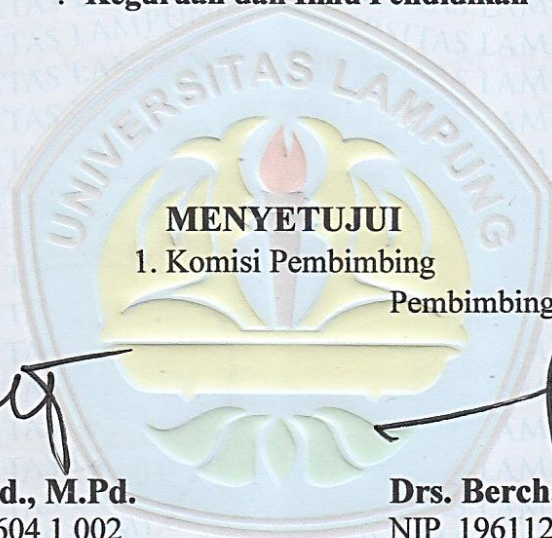 : Keguruan dan Ilmu Pendidikan
UNIVERSITAS LAMPUNG
MENYETUJUI
1. Komisi Pembimbing
Pembimbing
d., M.Pd.
Drs. Berch
604 1 002
NIP 196112